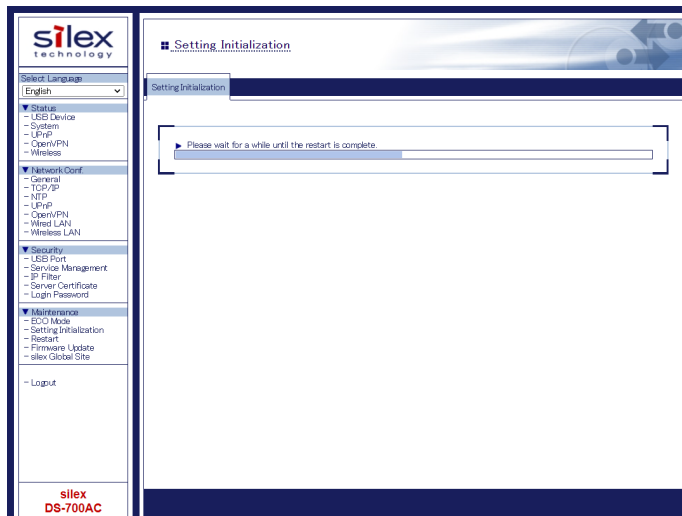 silex
technology
Select Language
English
▼ Status
- USB Device
- System
- UPnP
- OpenVPN
- Wireless
▼ Network Conf.
- General
- TCP/IP
- NTP
- UPnP
- OpenVPN
- Wired LAN
- Wireless LAN
▼ Security
- USB Port
- Service Management
- IP Filter
- Server Certificate
- Login Password
▼ Maintenance
- ECO Mode
- Setting Initialization
- Restart
- Firmware Update
- silex Global Site
- Logout
silex
DS-700AC
Setting Initialization
Setting Initialization
Please wait for a while until the restart is complete.